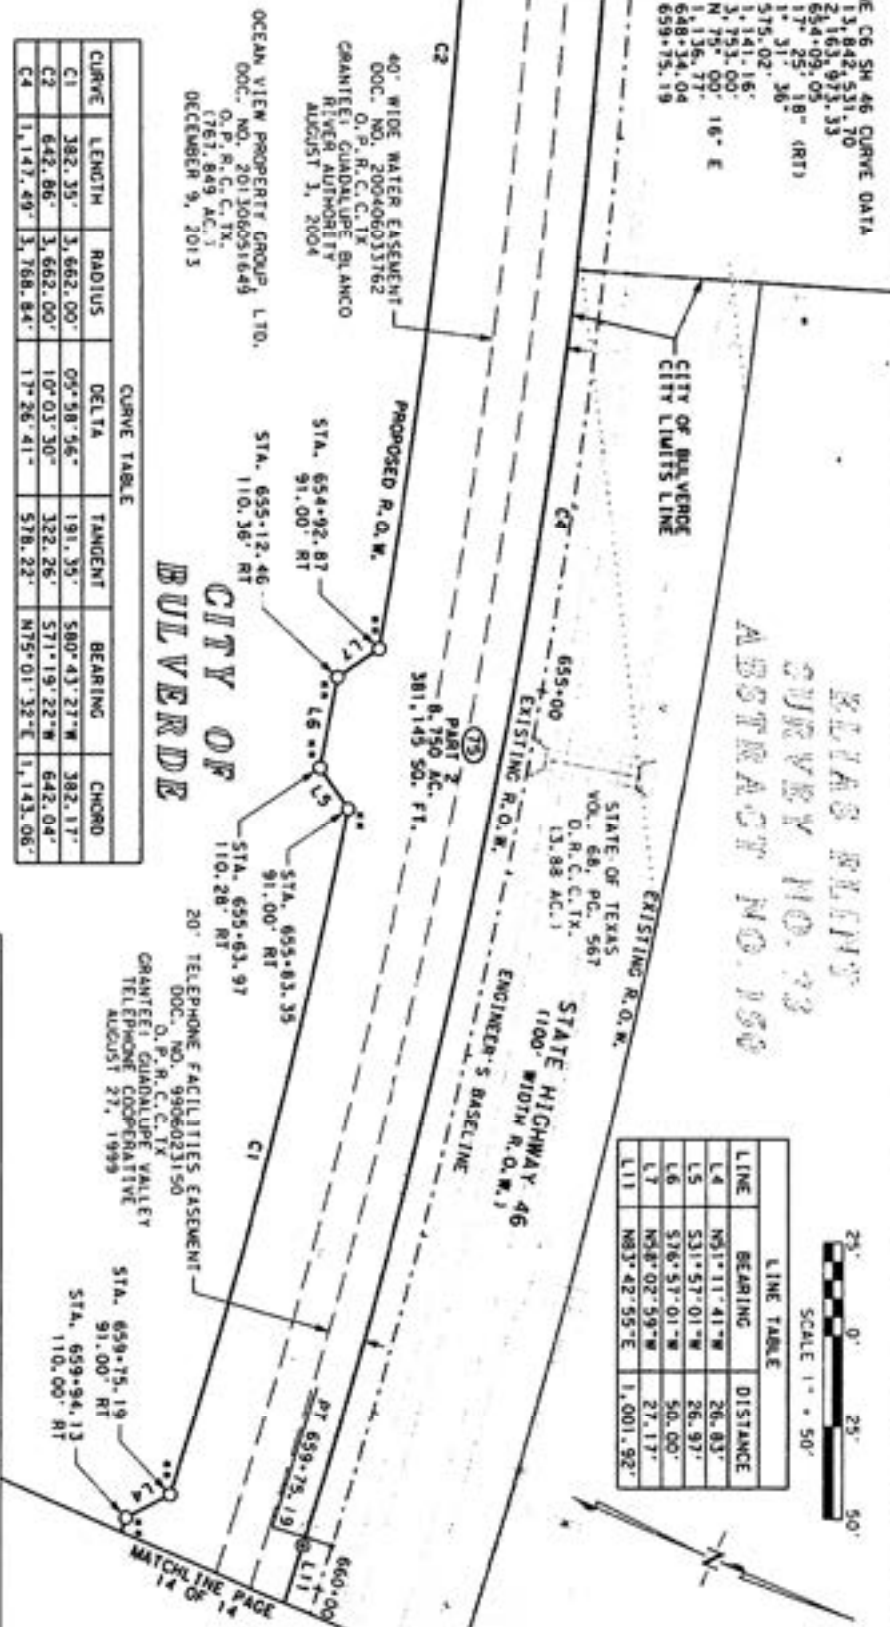 E C6 SH 46 CURVE DATA
13,842,531.70
2,163,973.33
654+09.05
17° 25' 18" (RT)
1° 31' 36"
575.02'
1,141.16'
3,753.00'
N 75° 00' 16" E
1,136.77'
648+34.04
659+75.19
ELIAS
SURVEY NO. 73
ABSTRACT NO.
25' 0' 25' 50'
SCALE 1" = 50'
LINE TABLE
LINE BEARING DISTANCE
L4 N51°11'41"W 26.83'
L5 S31°57'01"W 26.97'
L6 S76°57'01"W 50.00'
L7 N58°02'59"W 27.17'
L11 N83°42'55"E 1,001.92'
N
CITY OF BULVERDE
CITY LIMITS LINE
EXISTING R.O.W.
STATE OF TEXAS
VOL. 68, PG. 567
D.R.C.C.TX.
(3.88 AC.)
STATE HIGHWAY 46
(100' WIDTH R.O.W.)
C4
655+00
EXISTING R.O.W.
ENGINEER'S BASELINE
75
PART 2
8.750 AC.
381,145 SQ. FT.
C2
40' WIDE WATER EASEMENT
DOC. NO. 200406033762
O.P.R.C.C.TX
GRANTEE: GUADALUPE BLANCO
RIVER AUTHORITY
AUGUST 3, 2004
PROPOSED R.O.W.
OCEAN VIEW PROPERTY GROUP, LTD.
DOC. NO. 201306051649
O.P.R.C.C.TX.
(767.849 AC.)
DECEMBER 9, 2013
STA. 654+92.87
91.00' RT
STA. 655+12.46
110.36' RT
**
L7
**
L6
**
L5
**
STA. 655+83.35
91.00' RT
STA. 655+63.97
110.28' RT
CITY OF
BULVERDE
C1
20' TELEPHONE FACILITIES EASEMENT
DOC. NO. 9906023150
O.P.R.C.C.TX
GRANTEE: GUADALUPE VALLEY
TELEPHONE COOPERATIVE
AUGUST 27, 1999
PT 659+75.19
660+00
L11
STA. 659+75.19
91.00' RT
STA. 659+94.13
110.00' RT
**
L4
**
MATCHLINE PAGE
14 OF 14
CURVE TABLE
CURVE LENGTH RADIUS DELTA TANGENT BEARING CHORD
C1 382.35' 3,662.00' 05°58'56" 191.35' S80°43'27"W 382.17'
C2 642.86' 3,662.00' 10°03'30" 322.26' S71°19'22"W 642.04'
C4 1,147.49' 3,768.84' 17°26'41" 578.22' N75°01'32"E 1,143.06'